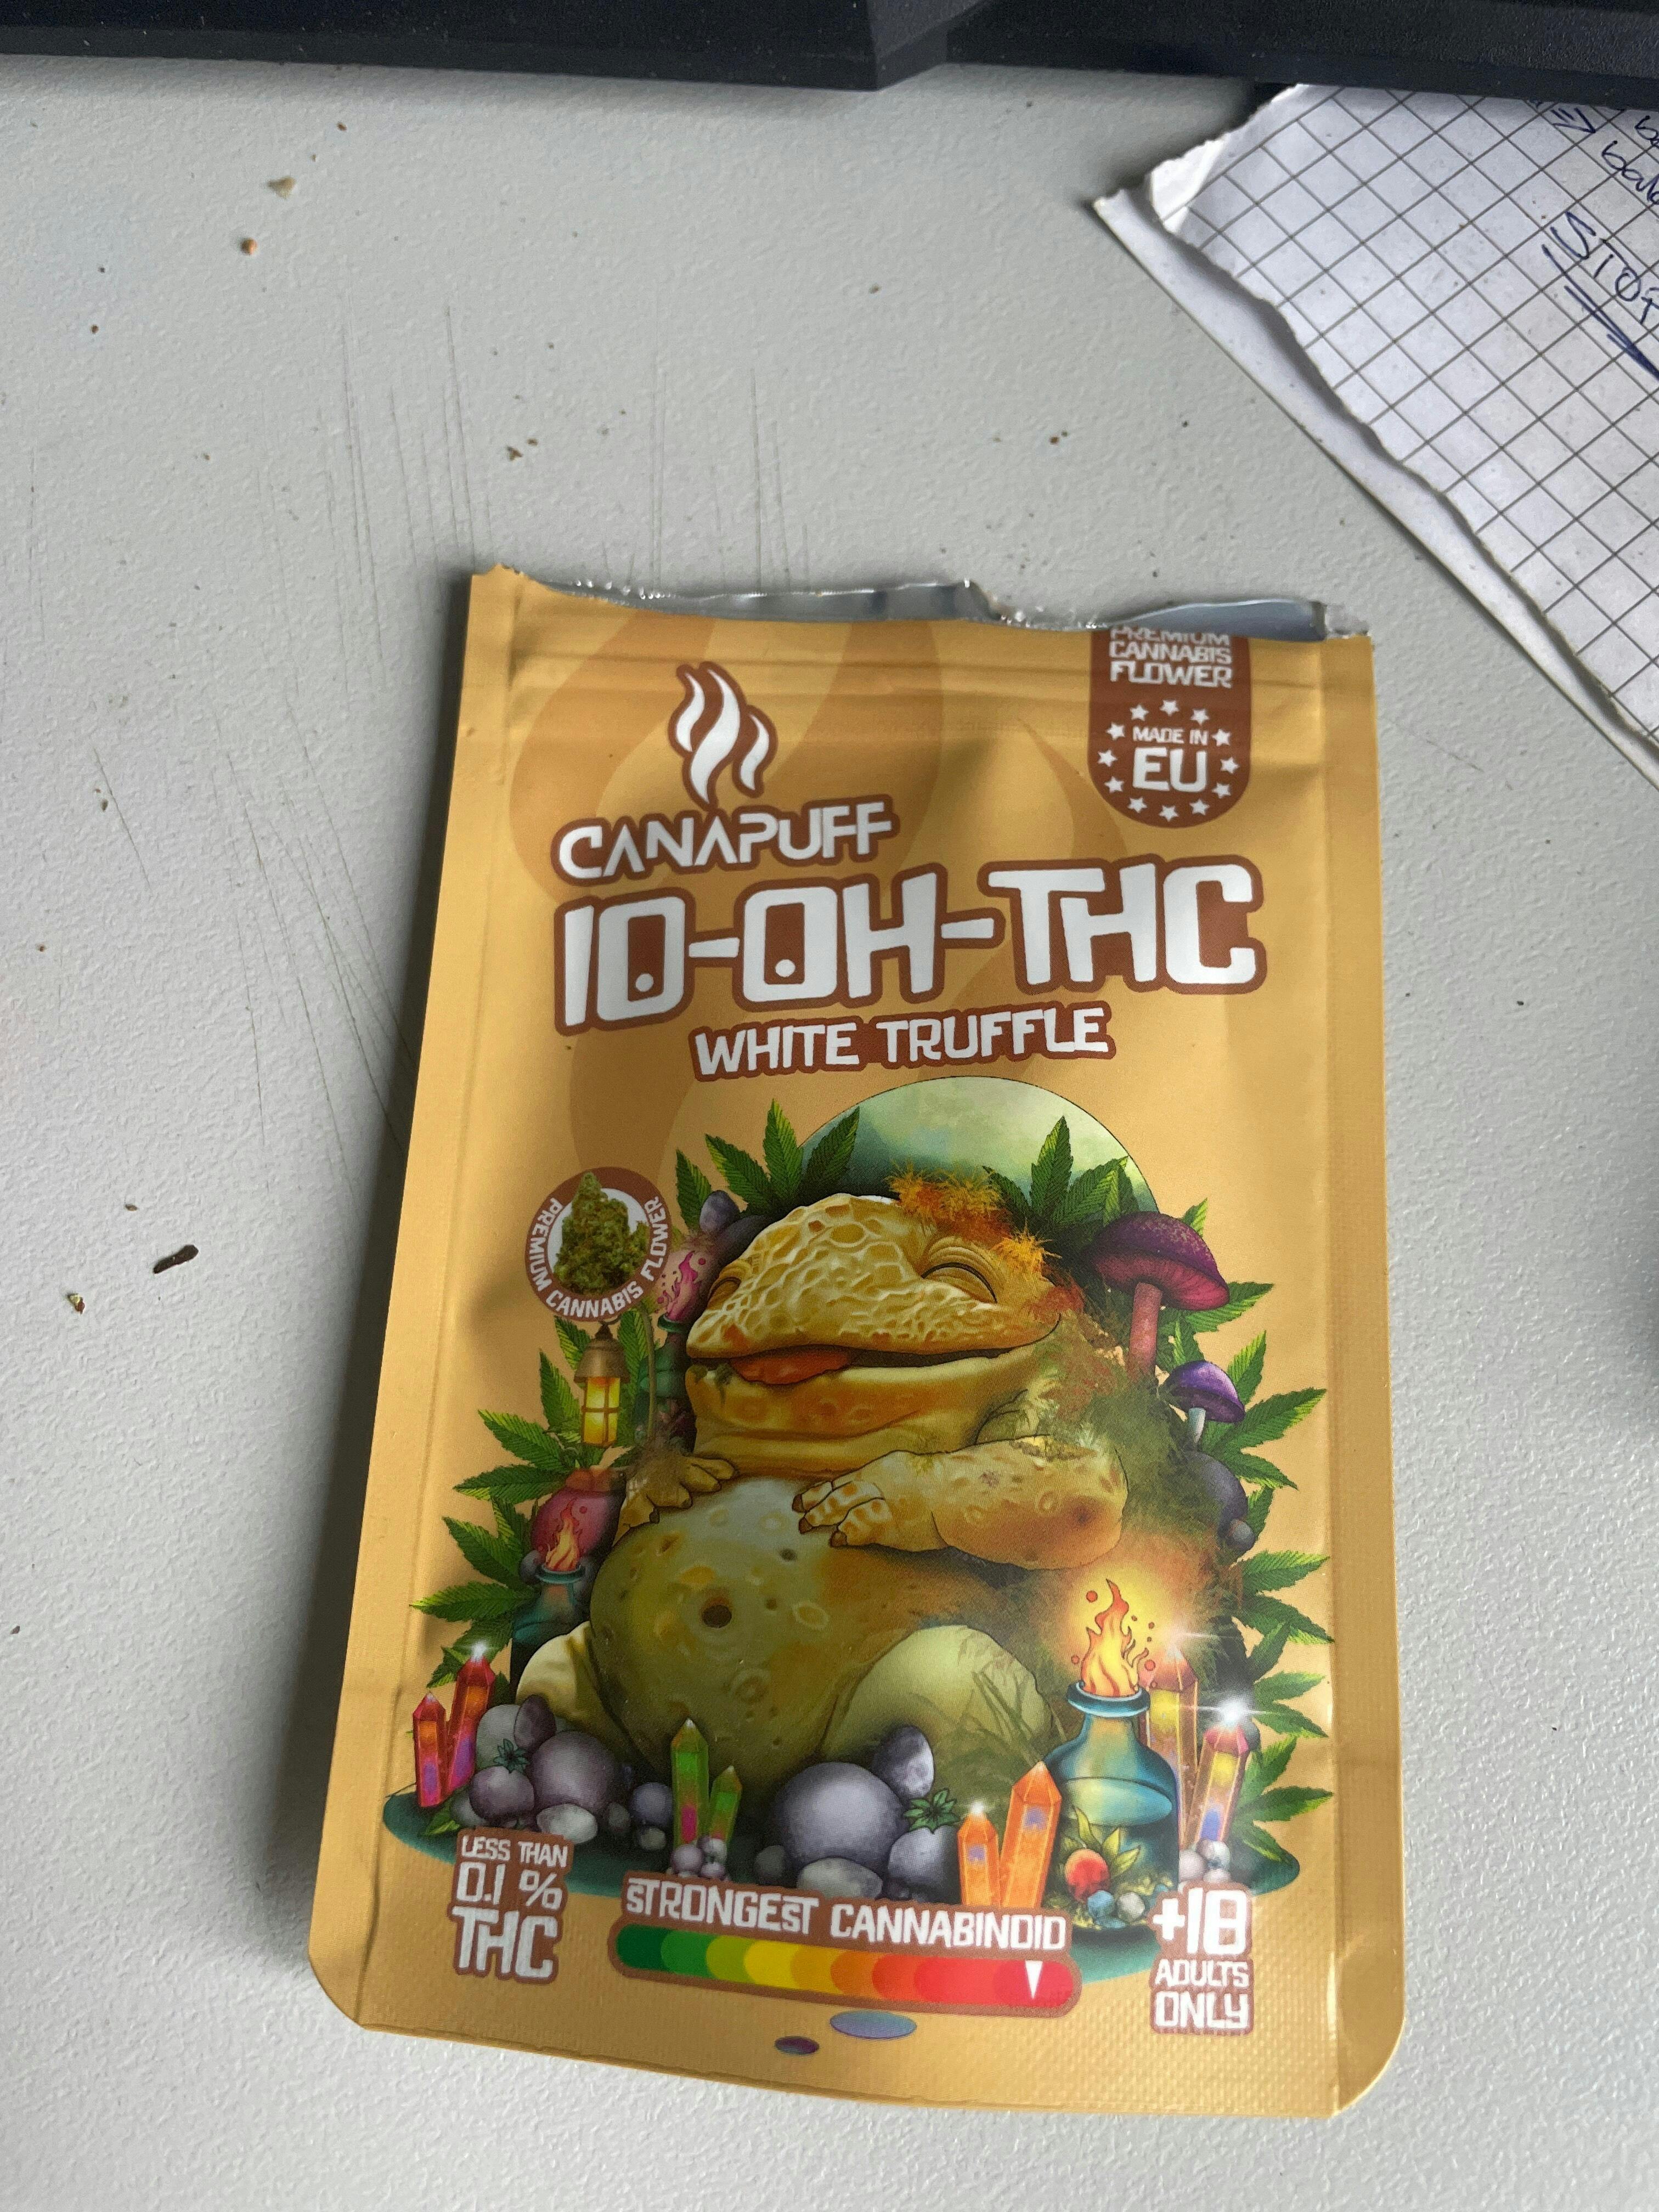 STOP
PREMIUM
CANNABIS
FLOWER
MADE IN
EU
CANAPUFF
10-OH-THC
WHITE TRUFFLE
PREMIUM CANNABIS FLOWER
LESS THAN
0.1 %
THC
STRONGEST CANNABINOID
+18
ADULTS
ONLY